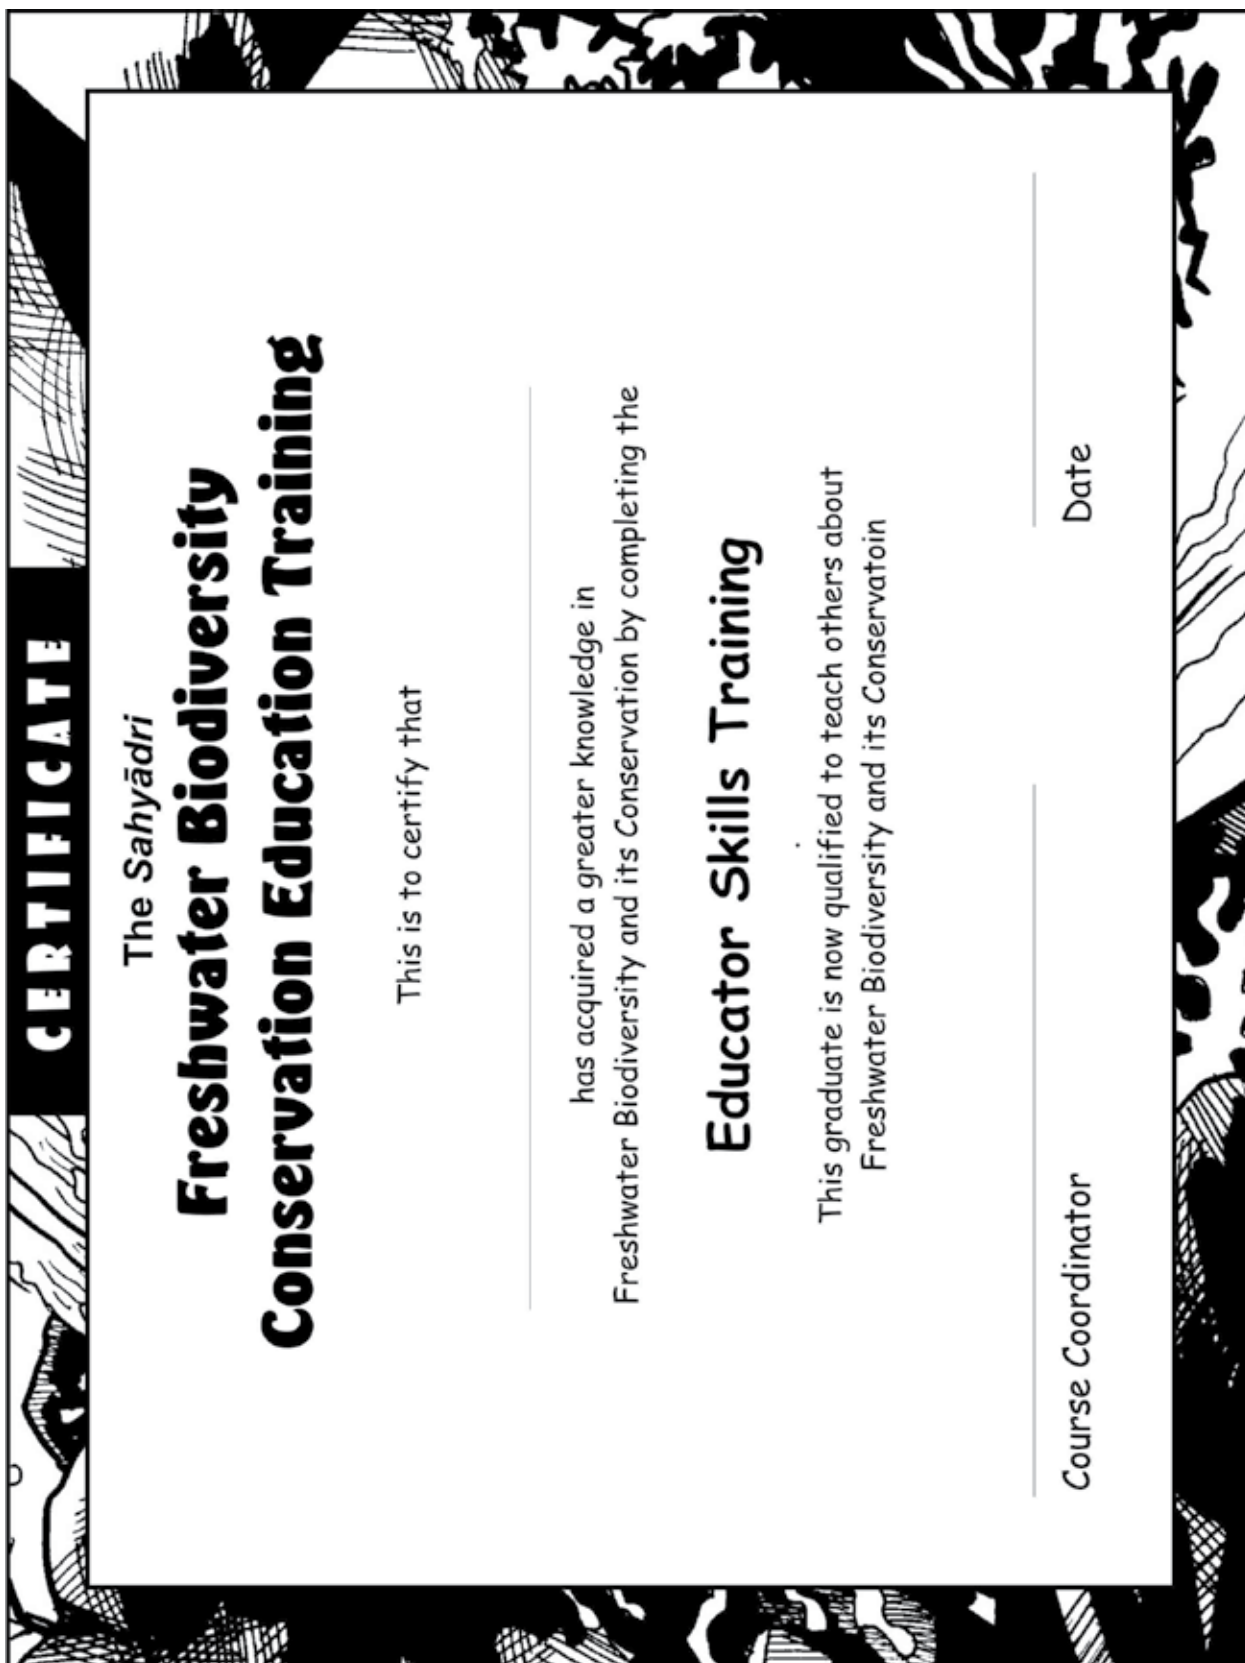 CERTIFICATE
The Sahyādri
Freshwater Biodiversity
Conservation Education Training
This is to certify that
has acquired a greater knowledge in
Freshwater Biodiversity and its Conservation by completing the
Educator Skills Training
This graduate is now qualified to teach others about
Freshwater Biodiversity and its Conservatoin
Course Coordinator
Date